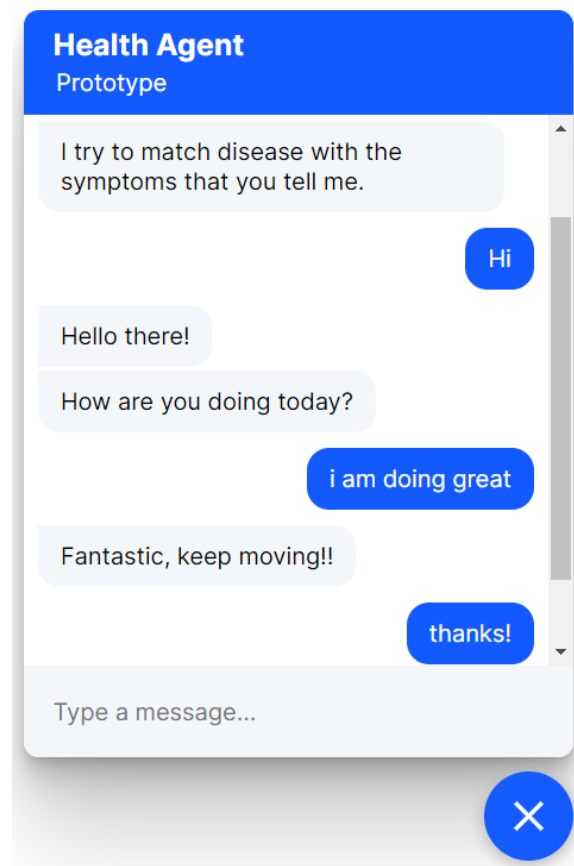 Health Agent
Prototype
I try to match disease with the
symptoms that you tell me.
Hi
Hello there!
How are you doing today?
i am doing great
Fantastic, keep moving!!
thanks!
Type a message...